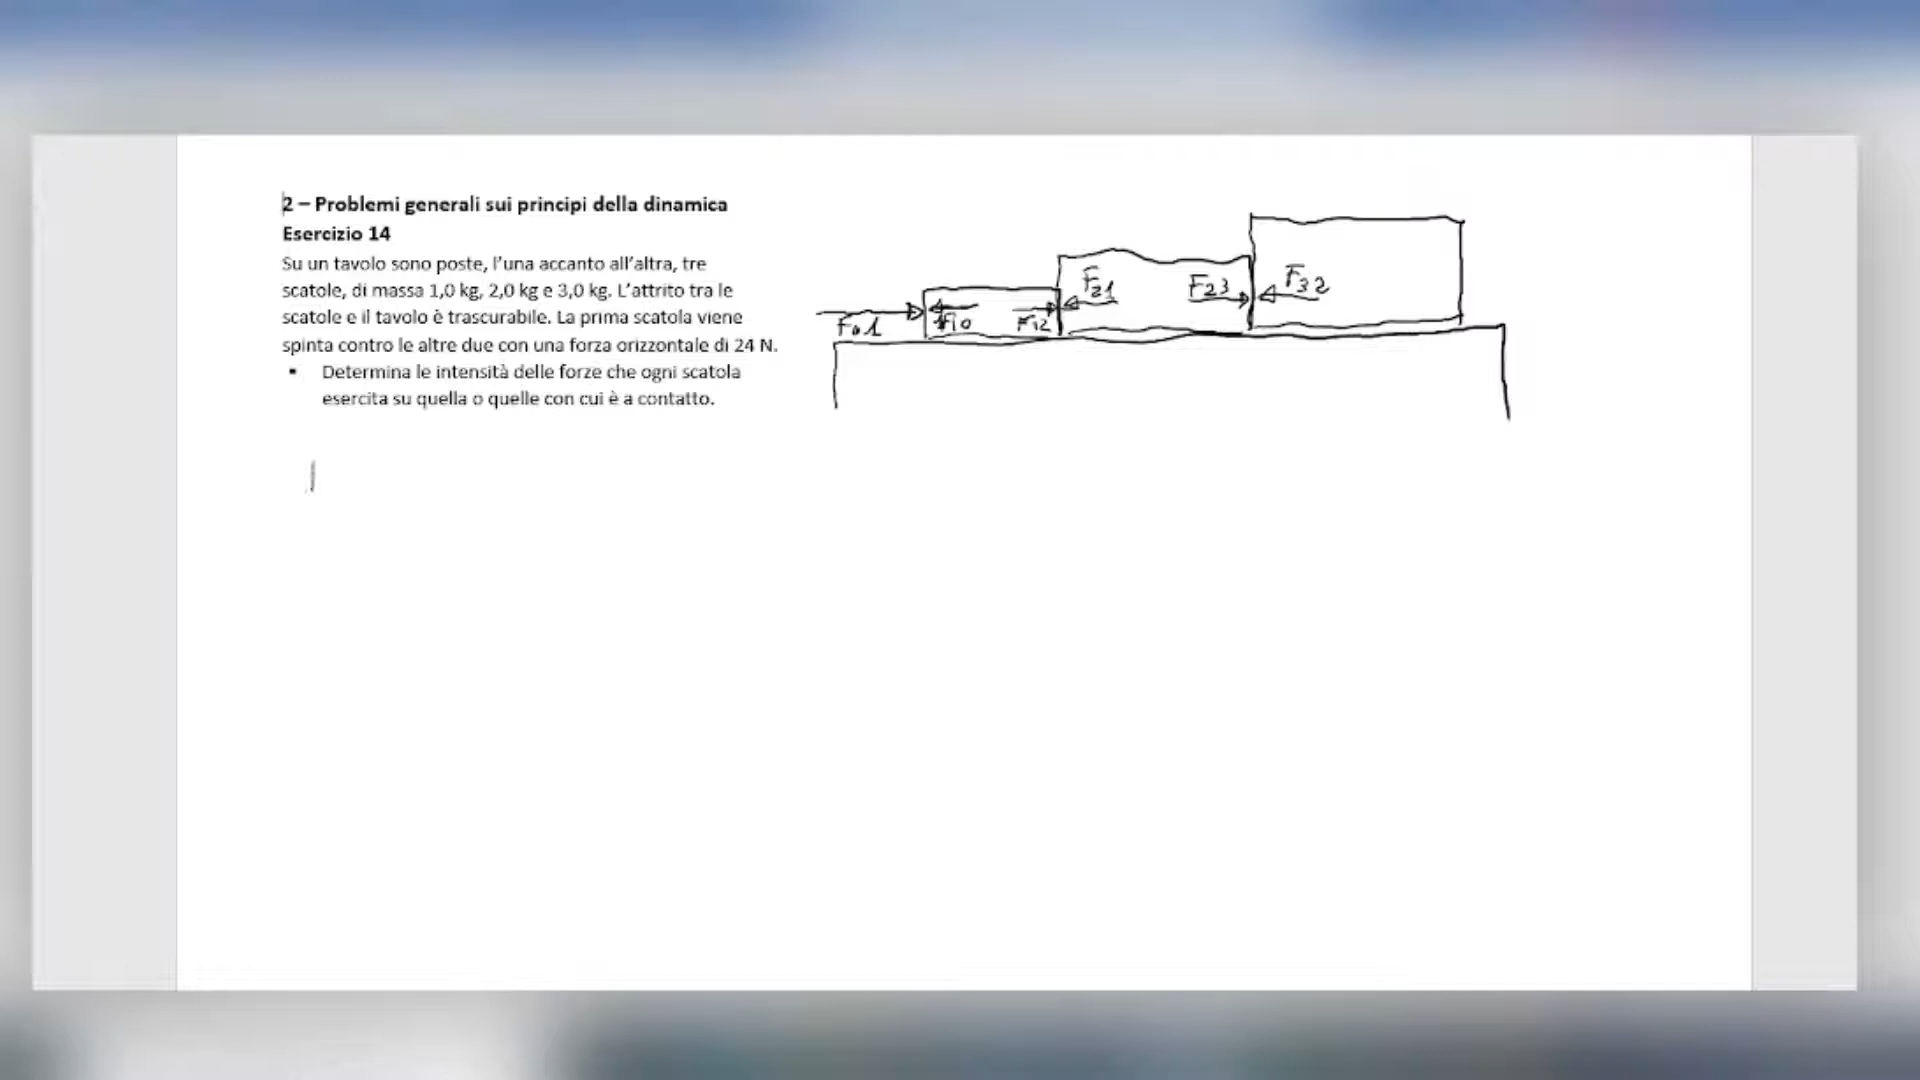 2 – Problemi generali sui principi della dinamica
Esercizio 14
Su un tavolo sono poste, l’una accanto all’altra, tre
scatole, di massa 1,0 kg, 2,0 kg e 3,0 kg. L’attrito tra le
scatole e il tavolo è trascurabile. La prima scatola viene
spinta contro le altre due con una forza orizzontale di 24 N.
▪ Determina le intensità delle forze che ogni scatola
esercita su quella o quelle con cui è a contatto.
F01
F10
F12
F21
F23
F32